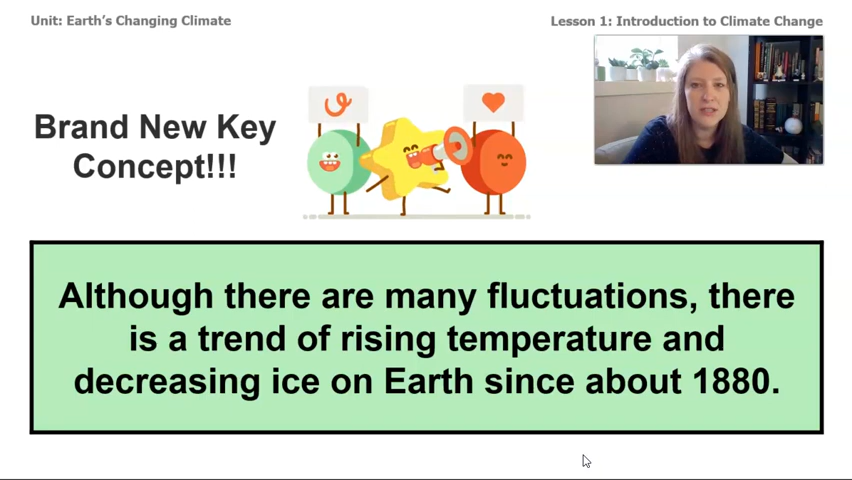 Unit: Earth's Changing Climate
Lesson 1: Introduction to Climate Change
Brand New Key
Concept!!!
Although there are many fluctuations, there
is a trend of rising temperature and
decreasing ice on Earth since about 1880.